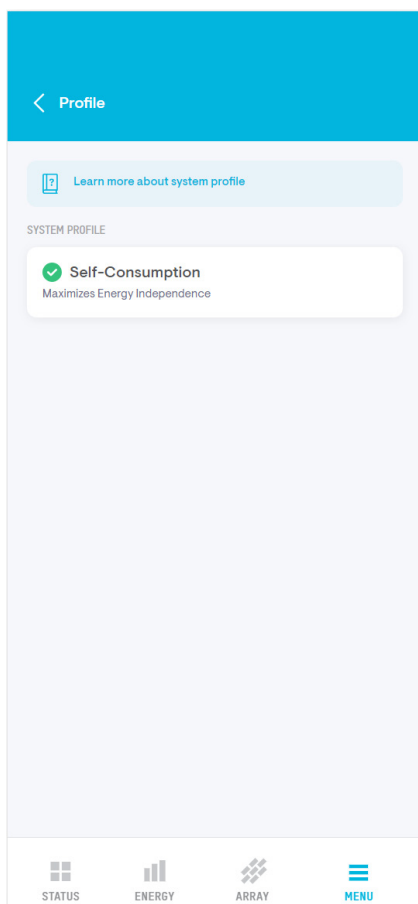 Profile
Learn more about system profile
SYSTEM PROFILE
Self-Consumption
Maximizes Energy Independence
STATUS
ENERGY
ARRAY
MENU